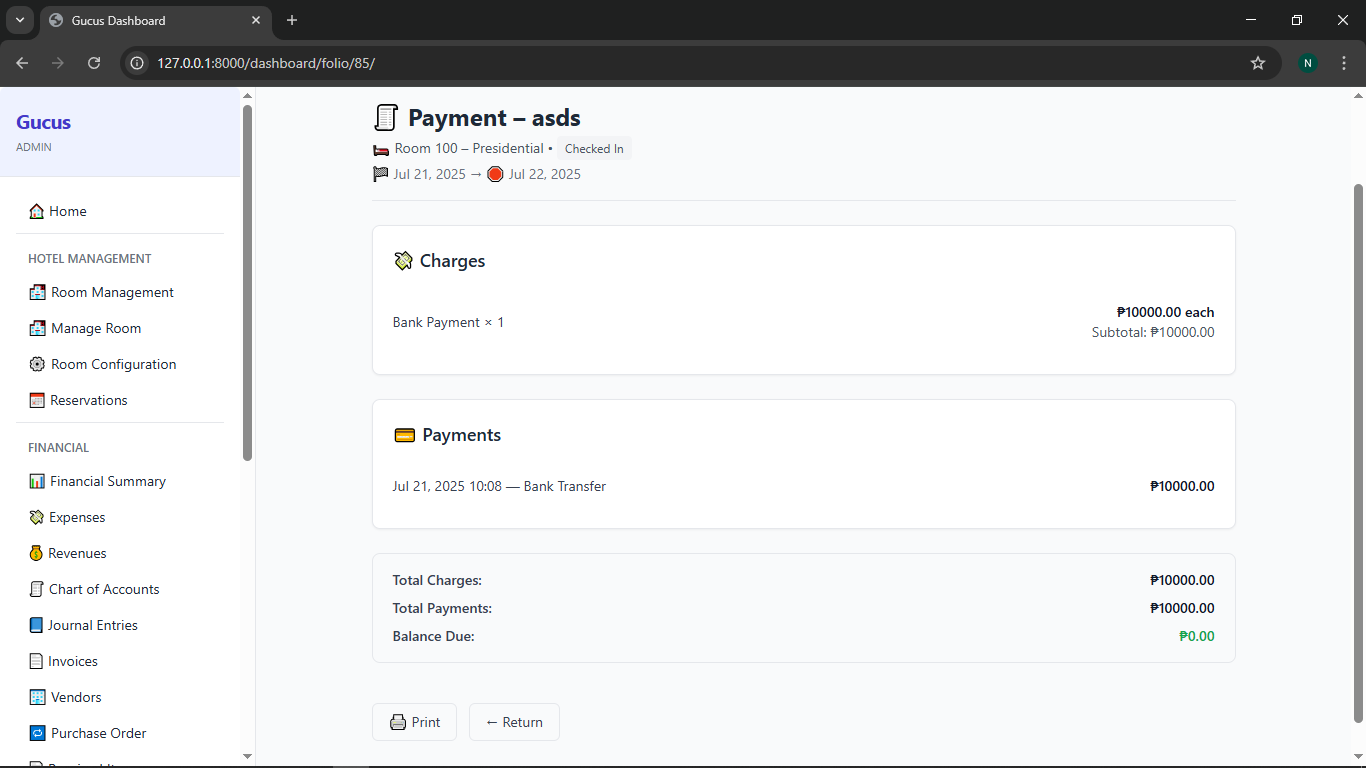 Gucus Dashboard
127.0.0.1:8000/dashboard/folio/85/
N
Gucus
ADMIN
Home
HOTEL MANAGEMENT
Room Management
Manage Room
Room Configuration
Reservations
FINANCIAL
Financial Summary
Expenses
Revenues
Chart of Accounts
Journal Entries
Invoices
Vendors
Purchase Order
Payment – asds
Room 100 – Presidential • Checked In
Jul 21, 2025 → Jul 22, 2025
Charges
Bank Payment × 1
₱10000.00 each
Subtotal: ₱10000.00
Payments
Jul 21, 2025 10:08 — Bank Transfer ₱10000.00
Total Charges: ₱10000.00
Total Payments: ₱10000.00
Balance Due: ₱0.00
Print
← Return